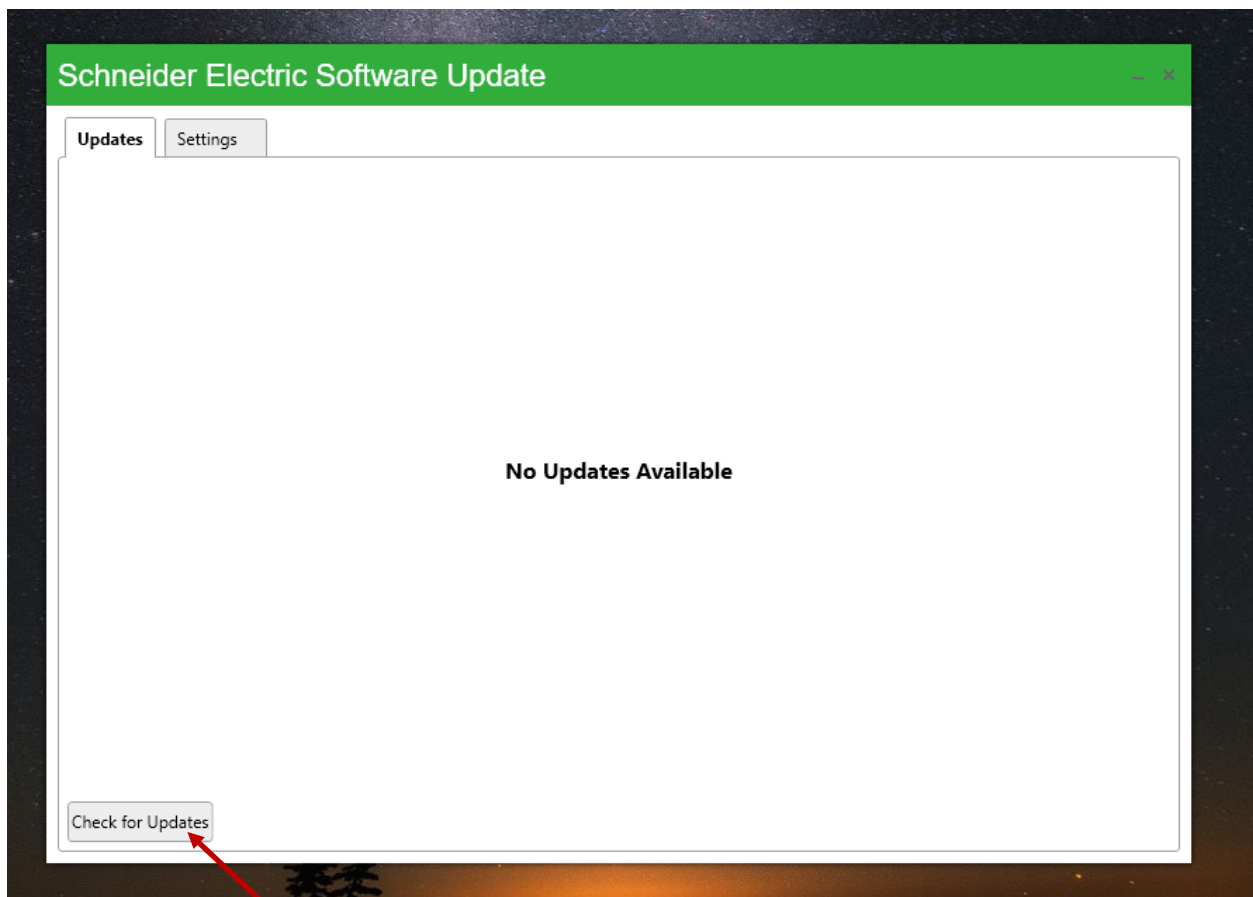 Schneider Electric Software Update
Updates
Settings
No Updates Available
Check for Updates